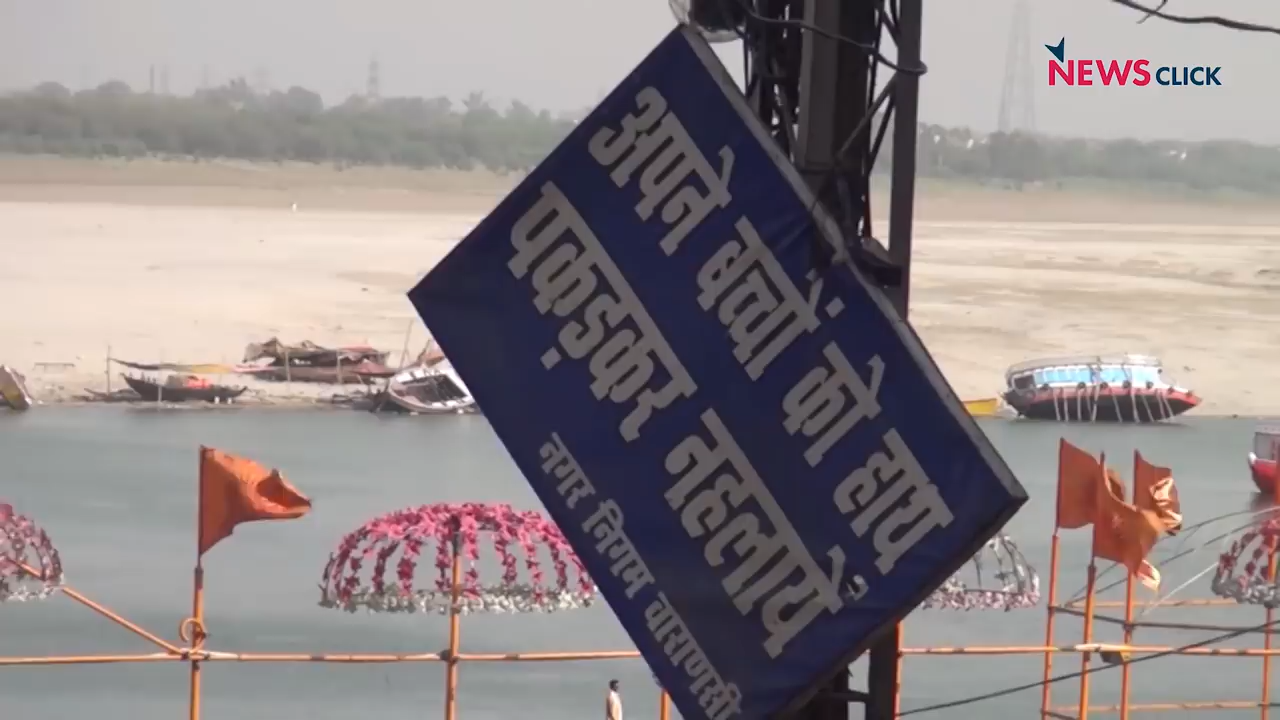 NEWS CLICK
अपने बच्चो को हाथ
पकड़कर नहलाये
नगर निगम वाराणसी